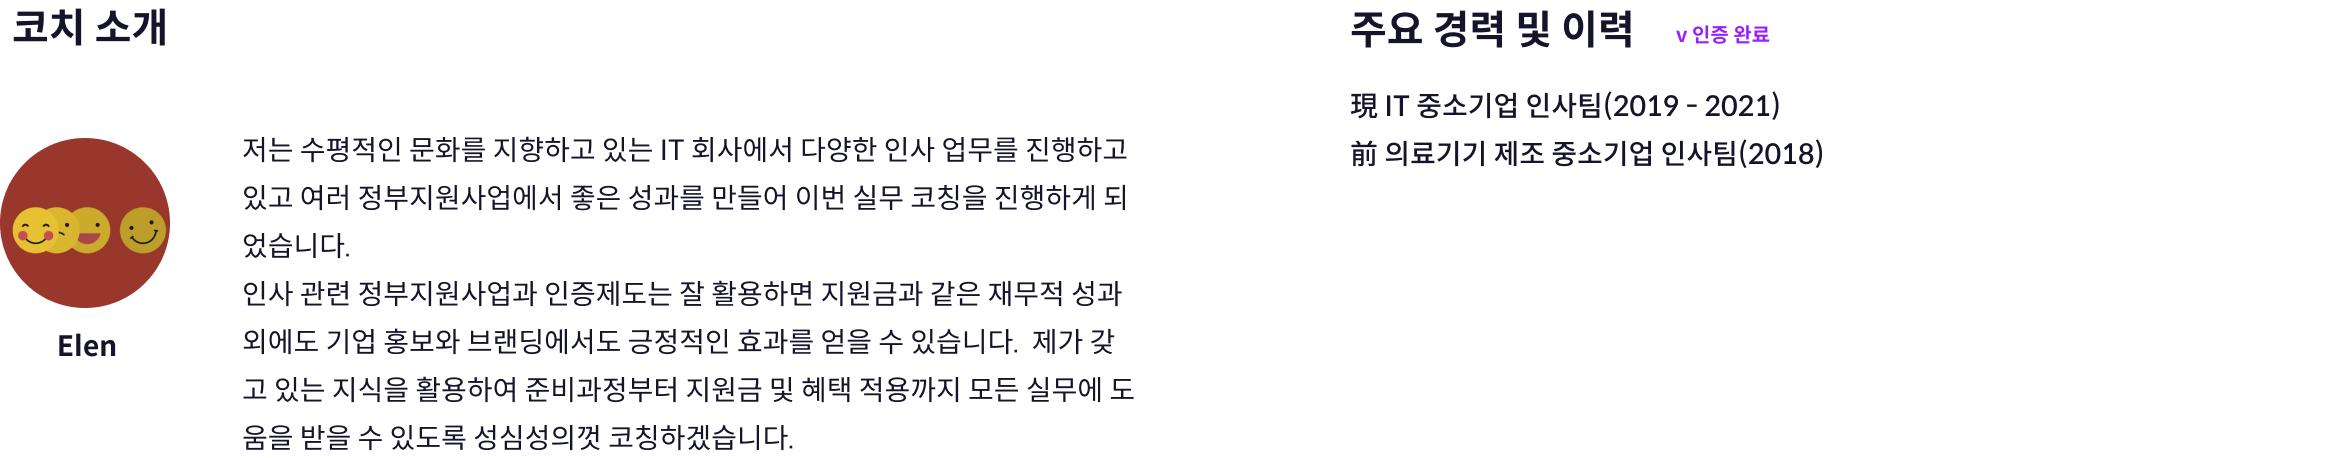 코치 소개
Elen
저는 수평적인 문화를 지향하고 있는 IT 회사에서 다양한 인사 업무를 진행하고
있고 여러 정부지원사업에서 좋은 성과를 만들어 이번 실무 코칭을 진행하게 되
었습니다.
인사 관련 정부지원사업과 인증제도는 잘 활용하면 지원금과 같은 재무적 성과
외에도 기업 홍보와 브랜딩에서도 긍정적인 효과를 얻을 수 있습니다.  제가 갖
고 있는 지식을 활용하여 준비과정부터 지원금 및 혜택 적용까지 모든 실무에 도
움을 받을 수 있도록 성심성의껏 코칭하겠습니다.
주요 경력 및 이력 v 인증 완료
現 IT 중소기업 인사팀(2019 - 2021)
前 의료기기 제조 중소기업 인사팀(2018)